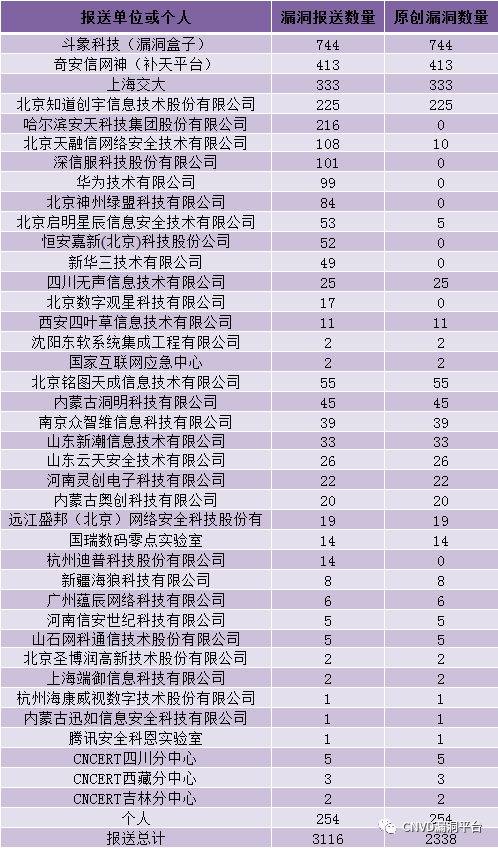 报送单位或个人 漏洞报送数量 原创漏洞数量
斗象科技（漏洞盒子） 744 744
奇安信网神（补天平台） 413 413
上海交大 333 333
北京知道创宇信息技术股份有限公司 225 225
哈尔滨安天科技集团股份有限公司 216 0
北京天融信网络安全技术有限公司 108 10
深信服科技股份有限公司 101 0
华为技术有限公司 99 0
北京神州绿盟科技有限公司 84 0
北京启明星辰信息安全技术有限公司 53 5
恒安嘉新(北京)科技股份公司 52 0
新华三技术有限公司 49 0
四川无声信息技术有限公司 25 25
北京数字观星科技有限公司 17 0
西安四叶草信息技术有限公司 11 11
沈阳东软系统集成工程有限公司 2 2
国家互联网应急中心 2 2
北京铭图天成信息技术有限公司 55 55
内蒙古洞明科技有限公司 45 45
南京众智维信息科技有限公司 39 39
山东新潮信息技术有限公司 33 33
山东云天安全技术有限公司 26 26
河南灵创电子科技有限公司 22 22
内蒙古奥创科技有限公司 20 20
远江盛邦（北京）网络安全科技股份有 19 19
国瑞数码零点实验室 14 14
杭州迪普科技股份有限公司 14 0
新疆海狼科技有限公司 8 8
广州蕴辰网络科技有限公司 6 6
河南信安世纪科技有限公司 5 5
山石网科通信技术股份有限公司 5 5
北京圣博润高新技术股份有限公司 2 2
上海端御信息科技有限公司 2 2
杭州海康威视数字技术股份有限公司 1 1
内蒙古迅如信息安全科技有限公司 1 1
腾讯安全科恩实验室 1 1
CNCERT四川分中心 5 5
CNCERT西藏分中心 3 3
CNCERT吉林分中心 2 2
个人 254 254
报送总计 3116 2338
CNVD漏洞平台